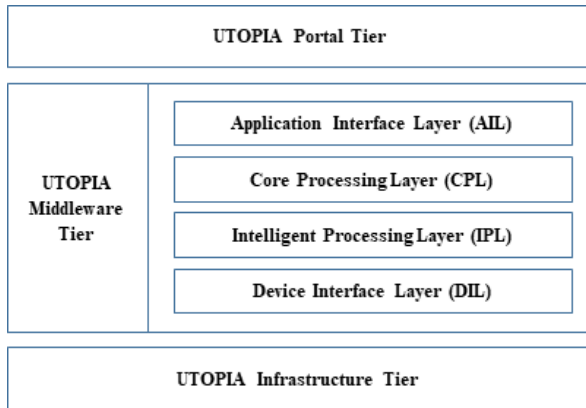 UTOPIA Portal Tier
UTOPIA
Middleware
Tier
Application Interface Layer (AIL)
Core Processing Layer (CPL)
Intelligent Processing Layer (IPL)
Device Interface Layer (DIL)
UTOPIA Infrastructure Tier